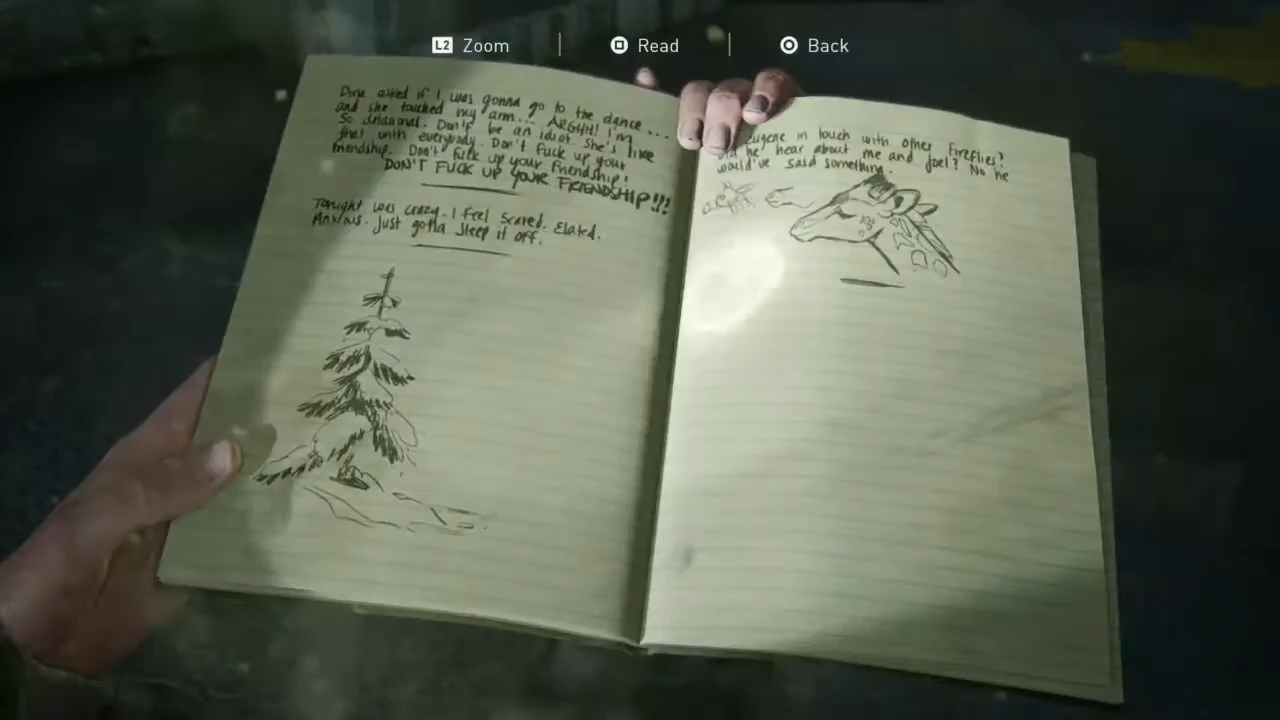 L2 Zoom
Read
Back
Dina asked if I was gonna go to the dance...
and she touched my arm... ARGHH! I'm
so delusional. Don't be an idiot. She's like
that with everybody. Don't fuck up your
friendship. Don't fuck up your friendship!
DON'T FUCK UP YOUR FRIENDSHIP!!!
Tonight was crazy. I feel scared. Elated.
Anxious. Just gotta sleep it off.
Eugene in touch with other Fireflies?
he hear about me and Joel? No he
would've said something.